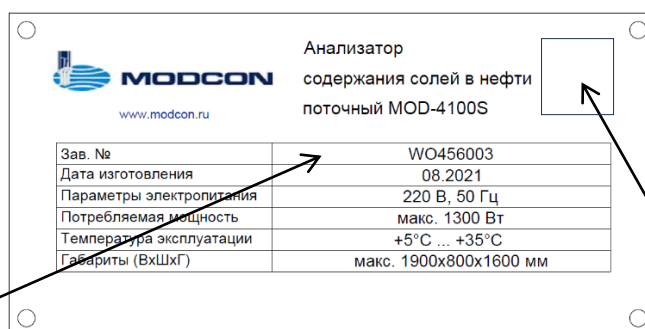 MODCON
www.modcon.ru
Анализатор
содержания солей в нефти
поточный MOD-4100S
Зав. № WO456003
Дата изготовления 08.2021
Параметры электропитания 220 В, 50 Гц
Потребляемая мощность макс. 1300 Вт
Температура эксплуатации +5°C ... +35°C
Габариты (ВхШхГ) макс. 1900х800х1600 мм